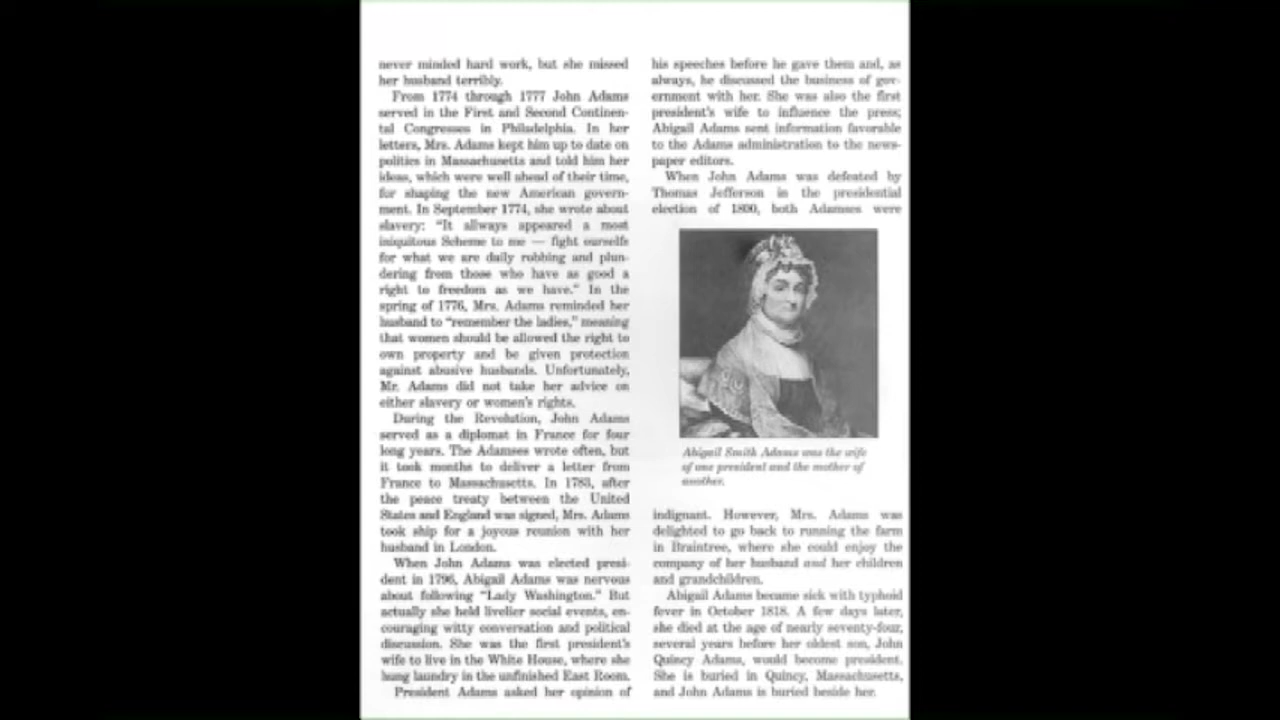 never minded hard work, but she missed
her husband terribly.
From 1774 through 1777 John Adams
served in the First and Second Continen-
tal Congresses in Philadelphia. In her
letters, Mrs. Adams kept him up to date on
politics in Massachusetts and told him her
ideas, which were well ahead of their time,
for shaping the new American govern-
ment. In September 1774, she wrote about
slavery: "It allways appeared a most
iniquitous Scheme to me — fight ourselfs
for what we are daily robbing and plun-
dering from those who have as good a
right to freedom as we have." In the
spring of 1776, Mrs. Adams reminded her
husband to "remember the ladies," meaning
that women should be allowed the right to
own property and be given protection
against abusive husbands. Unfortunately,
Mr. Adams did not take her advice on
either slavery or women's rights.
During the Revolution, John Adams
served as a diplomat in France for four
long years. The Adamses wrote often, but
it took months to deliver a letter from
France to Massachusetts. In 1783, after
the peace treaty between the United
States and England was signed, Mrs. Adams
took ship for a joyous reunion with her
husband in London.
When John Adams was elected presi-
dent in 1796, Abigail Adams was nervous
about following "Lady Washington." But
actually she held livelier social events, en-
couraging witty conversation and political
discussion. She was the first president's
wife to live in the White House, where she
hung laundry in the unfinished East Room.
President Adams asked her opinion of
his speeches before he gave them and, as
always, he discussed the business of gov-
ernment with her. She was also the first
president's wife to influence the press;
Abigail Adams sent information favorable
to the Adams administration to the news-
paper editors.
When John Adams was defeated by
Thomas Jefferson in the presidential
election of 1800, both Adamses were
Abigail Smith Adams was the wife
of one president and the mother of
another.
indignant. However, Mrs. Adams was
delighted to go back to running the farm
in Braintree, where she could enjoy the
company of her husband and her children
and grandchildren.
Abigail Adams became sick with typhoid
fever in October 1818. A few days later,
she died at the age of nearly seventy-four,
several years before her oldest son, John
Quincy Adams, would become president.
She is buried in Quincy, Massachusetts,
and John Adams is buried beside her.